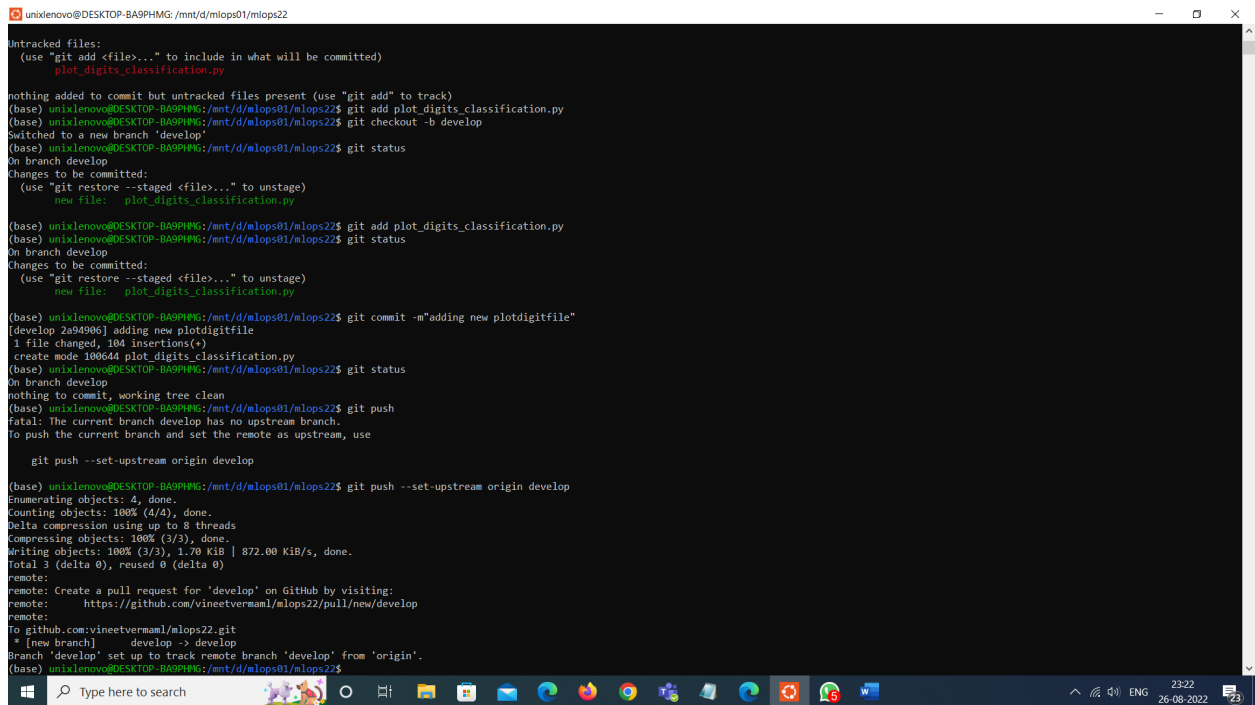 unixlenovo@DESKTOP-BA9PHMG: /mnt/d/mlops01/mlops22
Untracked files:
  (use "git add <file>..." to include in what will be committed)
        plot_digits_classification.py

nothing added to commit but untracked files present (use "git add" to track)
(base) unixlenovo@DESKTOP-BA9PHMG:/mnt/d/mlops01/mlops22$ git add plot_digits_classification.py
(base) unixlenovo@DESKTOP-BA9PHMG:/mnt/d/mlops01/mlops22$ git checkout -b develop
Switched to a new branch 'develop'
(base) unixlenovo@DESKTOP-BA9PHMG:/mnt/d/mlops01/mlops22$ git status
On branch develop
Changes to be committed:
  (use "git restore --staged <file>..." to unstage)
        new file:   plot_digits_classification.py

(base) unixlenovo@DESKTOP-BA9PHMG:/mnt/d/mlops01/mlops22$ git add plot_digits_classification.py
(base) unixlenovo@DESKTOP-BA9PHMG:/mnt/d/mlops01/mlops22$ git status
On branch develop
Changes to be committed:
  (use "git restore --staged <file>..." to unstage)
        new file:   plot_digits_classification.py

(base) unixlenovo@DESKTOP-BA9PHMG:/mnt/d/mlops01/mlops22$ git commit -m"adding new plotdigitfile"
[develop 2a94906] adding new plotdigitfile
 1 file changed, 104 insertions(+)
 create mode 100644 plot_digits_classification.py
(base) unixlenovo@DESKTOP-BA9PHMG:/mnt/d/mlops01/mlops22$ git status
On branch develop
nothing to commit, working tree clean
(base) unixlenovo@DESKTOP-BA9PHMG:/mnt/d/mlops01/mlops22$ git push
fatal: The current branch develop has no upstream branch.
To push the current branch and set the remote as upstream, use

    git push --set-upstream origin develop

(base) unixlenovo@DESKTOP-BA9PHMG:/mnt/d/mlops01/mlops22$ git push --set-upstream origin develop
Enumerating objects: 4, done.
Counting objects: 100% (4/4), done.
Delta compression using up to 8 threads
Compressing objects: 100% (3/3), done.
Writing objects: 100% (3/3), 1.70 KiB | 872.00 KiB/s, done.
Total 3 (delta 0), reused 0 (delta 0)
remote:
remote: Create a pull request for 'develop' on GitHub by visiting:
remote:      https://github.com/vineetvermaml/mlops22/pull/new/develop
remote:
To github.com:vineetvermaml/mlops22.git
 * [new branch]      develop -> develop
Branch 'develop' set up to track remote branch 'develop' from 'origin'.
(base) unixlenovo@DESKTOP-BA9PHMG:/mnt/d/mlops01/mlops22$
Type here to search
5
W
ENG
23:22
26-08-2022
23